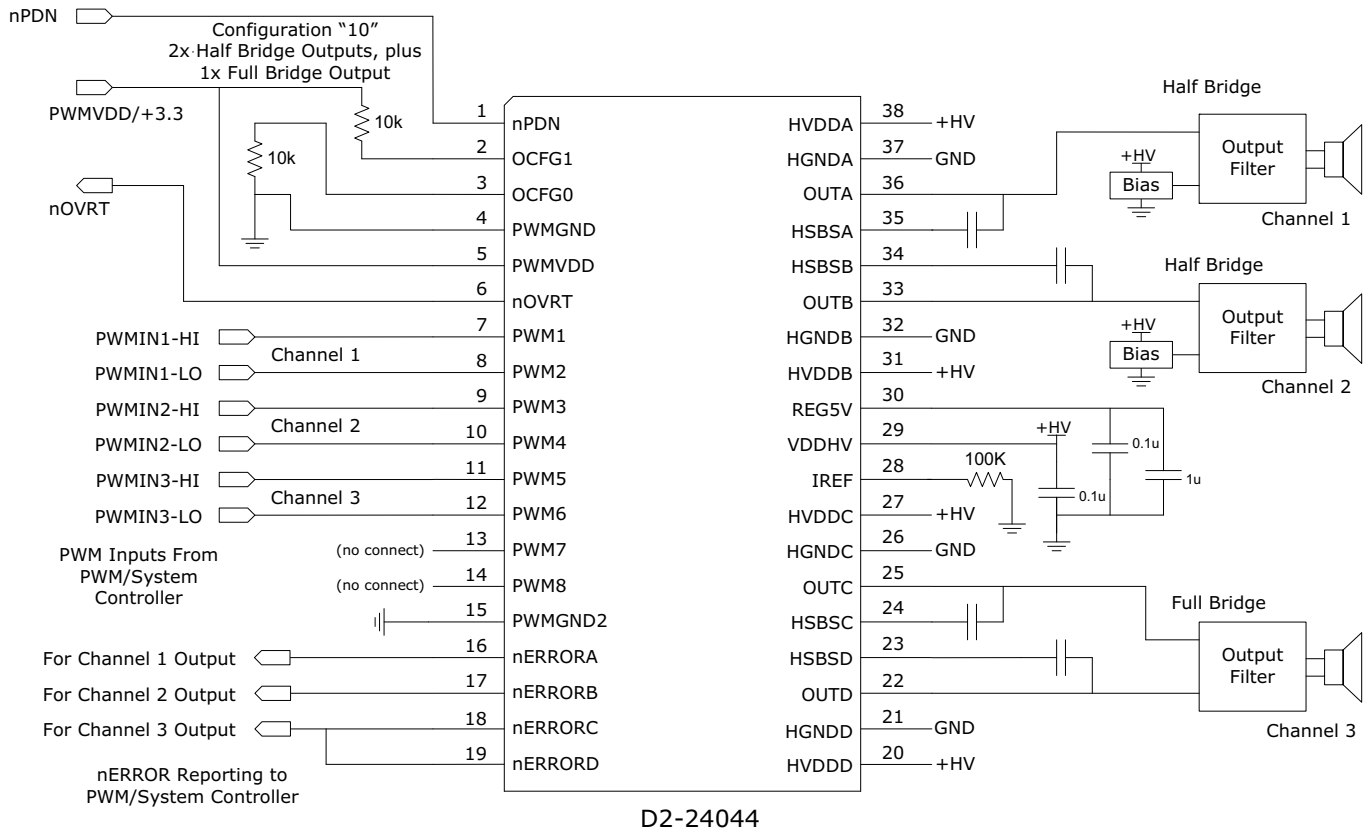 nPDN
Configuration “10”
2x Half Bridge Outputs, plus
1x Full Bridge Output
PWMVDD/+3.3
10k
10k
nOVRT
1
nPDN
2
OCFG1
3
OCFG0
4
PWMGND
5
PWMVDD
6
nOVRT
PWMIN1-HI
7
PWM1
Channel 1
PWMIN1-LO
8
PWM2
PWMIN2-HI
9
PWM3
Channel 2
PWMIN2-LO
10
PWM4
PWMIN3-HI
11
PWM5
Channel 3
PWMIN3-LO
12
PWM6
PWM Inputs From
PWM/System
Controller
(no connect)
13
PWM7
(no connect)
14
PWM8
15
PWMGND2
For Channel 1 Output
16
nERRORA
For Channel 2 Output
17
nERRORB
For Channel 3 Output
18
nERRORC
19
nERRORD
nERROR Reporting to
PWM/System Controller
HVDDA
38
+HV
HGNDA
37
GND
OUTA
36
HSBSA
35
HSBSB
34
OUTB
33
HGNDB
32
GND
HVDDB
31
+HV
REG5V
30
VDDHV
29
+HV
IREF
28
100K
0.1u
0.1u
1u
HVDDC
27
+HV
HGNDC
26
GND
OUTC
25
HSBSC
24
HSBSD
23
OUTD
22
HGNDD
21
GND
HVDDD
20
+HV
Half Bridge
Output
Filter
+HV
Bias
Channel 1
Half Bridge
Output
Filter
+HV
Bias
Channel 2
Full Bridge
Output
Filter
Channel 3
D2-24044